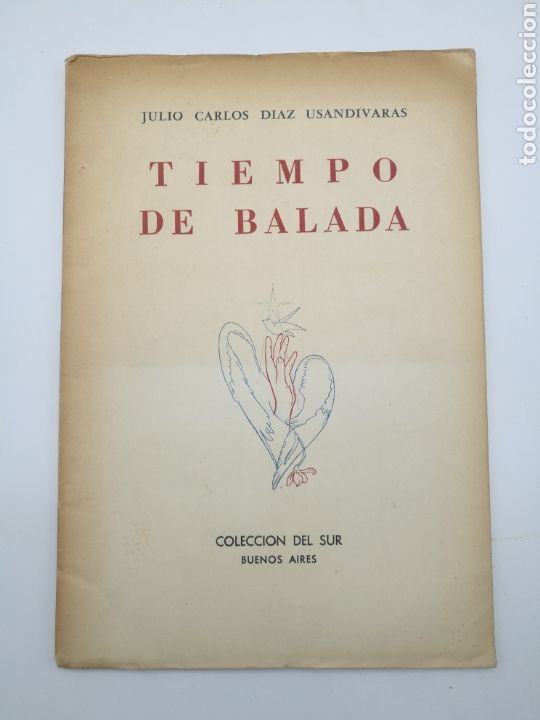 JULIO CARLOS DIAZ USANDIVARAS
TIEMPO
DE BALADA
COLECCION DEL SUR
BUENOS AIRES
todocoleccion